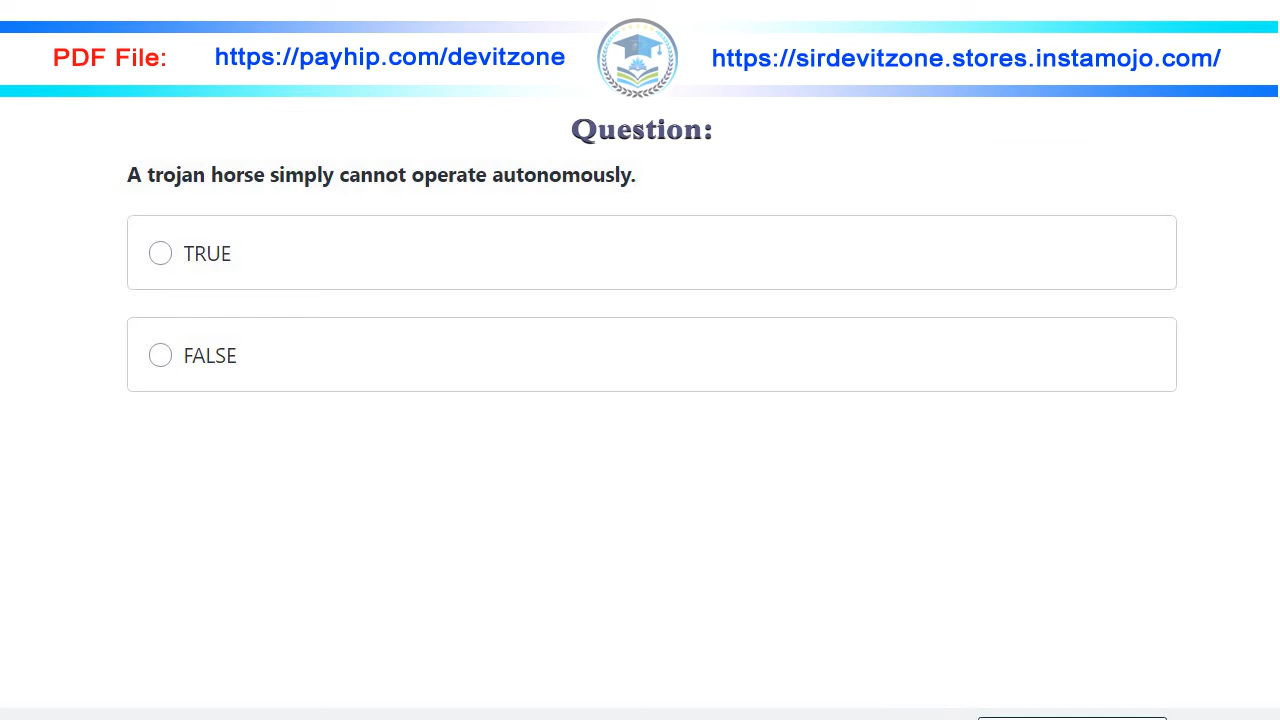 PDF File: https://payhip.com/devitzone https://sirdevitzone.stores.instamojo.com/
Question:
A trojan horse simply cannot operate autonomously.
TRUE
FALSE